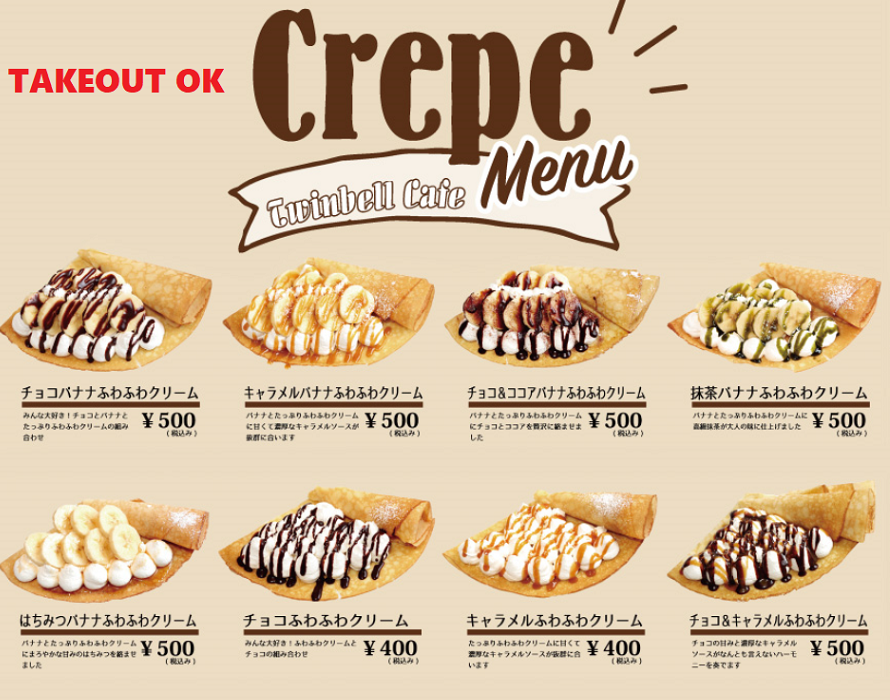 TAKEOUT OK
Crepe
Menu
Twinbell Cafe
チョコバナナふわふわクリーム
みんな大好き！チョコとバナナと
たっぷりふわふわクリームの組み
合わせ
¥500
(税込み)
キャラメルバナナふわふわクリーム
バナナとたっぷりふわふわクリーム
に甘くて濃厚なキャラメルソースが
抜群に合います
¥500
(税込み)
チョコ&ココアバナナふわふわクリーム
バナナとたっぷりふわふわクリーム
にチョコとココアを贅沢に絡ませま
した
¥500
(税込み)
抹茶バナナふわふわクリーム
バナナとたっぷりふわふわクリームに
高級抹茶が大人の味に仕上げました
¥500
(税込み)
はちみつバナナふわふわクリーム
バナナとたっぷりふわふわクリーム
にまろやかな甘みのはちみつを絡ませ
ました
¥500
(税込み)
チョコふわふわクリーム
みんな大好き！ふわふわクリームと
チョコの組み合わせ
¥400
(税込み)
キャラメルふわふわクリーム
たっぷりふわふわクリームに甘くて
濃厚なキャラメルソースが抜群に合
います
¥400
(税込み)
チョコ&キャラメルふわふわクリーム
チョコの甘みと濃厚なキャラメル
ソースがなんとも言えないハーモ
ニーを奏でます
¥500
(税込み)